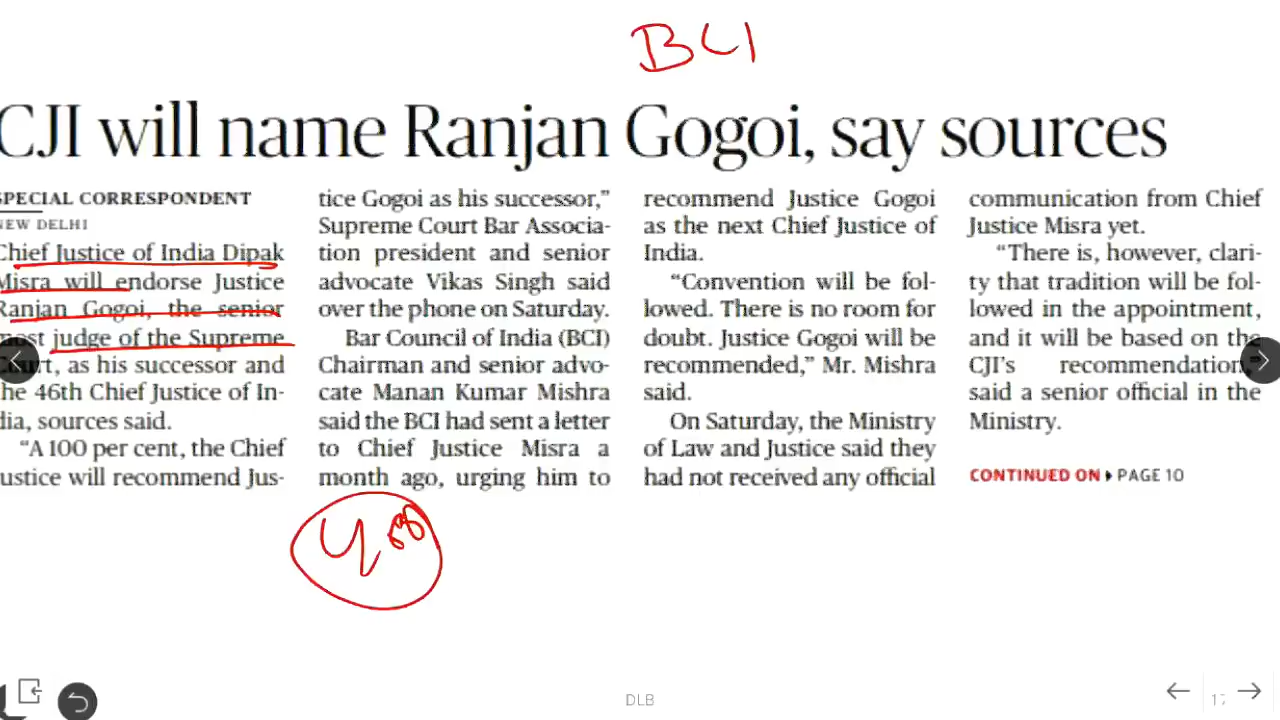 BCI
CJI will name Ranjan Gogoi, say sources
SPECIAL CORRESPONDENT
NEW DELHI
Chief Justice of India Dipak
Misra will endorse Justice
Ranjan Gogoi, the senior
most judge of the Supreme
Court, as his successor and
the 46th Chief Justice of In-
dia, sources said.
“A 100 per cent, the Chief
Justice will recommend Jus-
tice Gogoi as his successor,”
Supreme Court Bar Associa-
tion president and senior
advocate Vikas Singh said
over the phone on Saturday.
Bar Council of India (BCI)
Chairman and senior advo-
cate Manan Kumar Mishra
said the BCI had sent a letter
to Chief Justice Misra a
month ago, urging him to
recommend Justice Gogoi
as the next Chief Justice of
India.
“Convention will be fol-
lowed. There is no room for
doubt. Justice Gogoi will be
recommended,” Mr. Mishra
said.
On Saturday, the Ministry
of Law and Justice said they
had not received any official
communication from Chief
Justice Misra yet.
“There is, however, clari-
ty that tradition will be fol-
lowed in the appointment,
and it will be based on the
CJI's recommendation,
said a senior official in the
Ministry.
CONTINUED ON PAGE 10
DLB
17